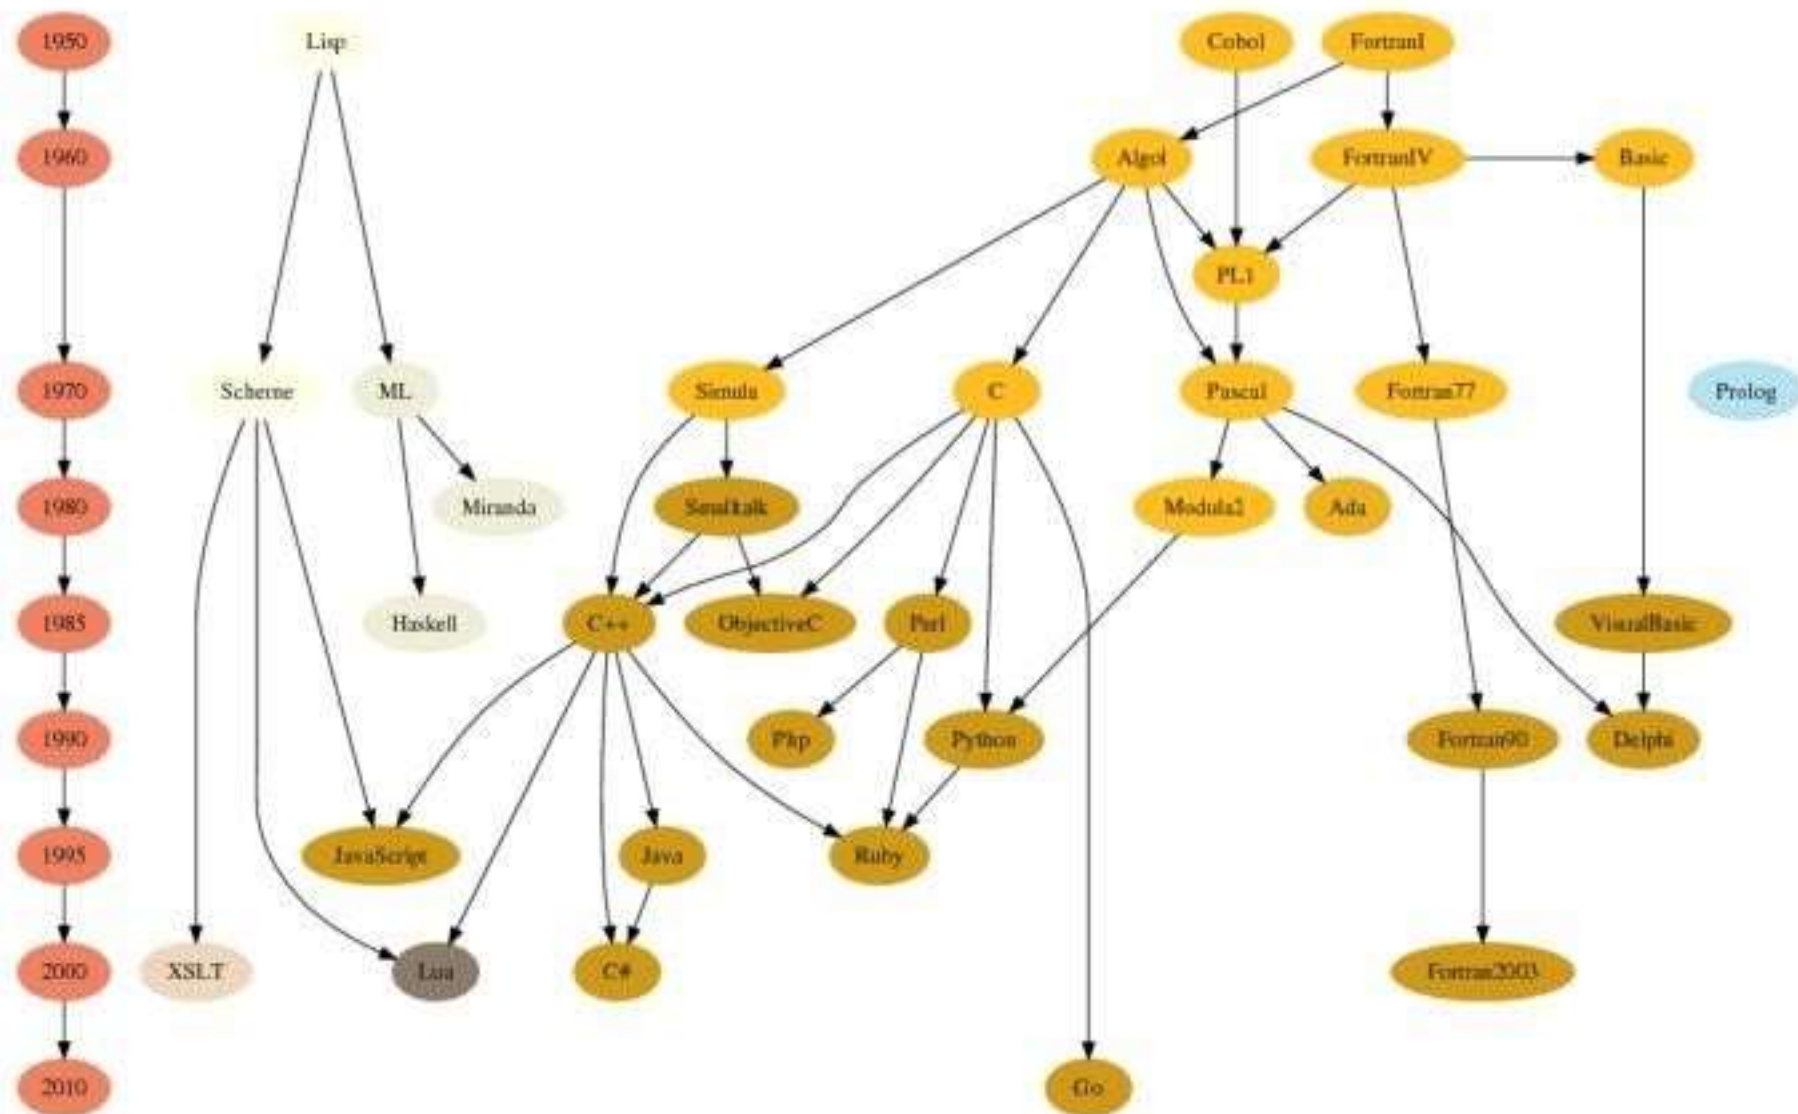 1950 Lisp Cobol FortranI
1960 Algol FortranIV Basic
PL1
1970 Scheme ML Simula C Pascal Fortran77 Prolog
1980 Miranda Smalltalk Modula2 Ada
1985 Haskell C++ ObjectiveC Perl VisualBasic
1990 Php Python Fortran90 Delphi
1995 JavaScript Java Ruby
2000 XSLT Lua C# Fortran2003
2010 Go